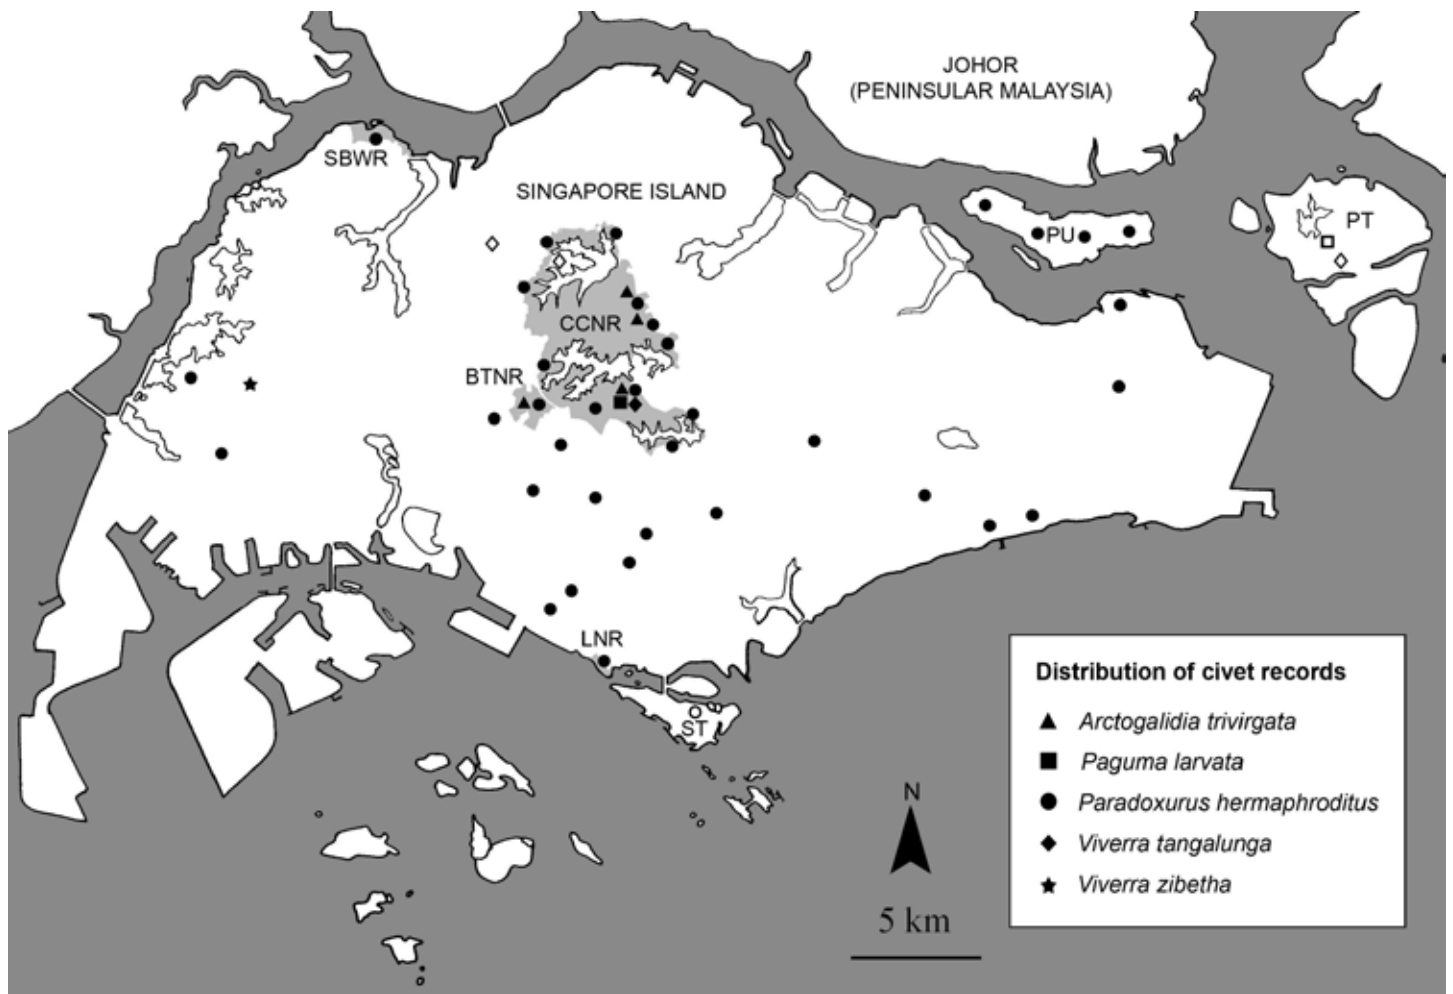 JOHOR
(PENINSULAR MALAYSIA)
SBWR
SINGAPORE ISLAND
PT
PU
CCNR
BTNR
LNR
ST
Distribution of civet records
Arctogalidia trivirgata
Paguma larvata
Paradoxurus hermaphroditus
Viverra tangalunga
Viverra zibetha
N
5 km